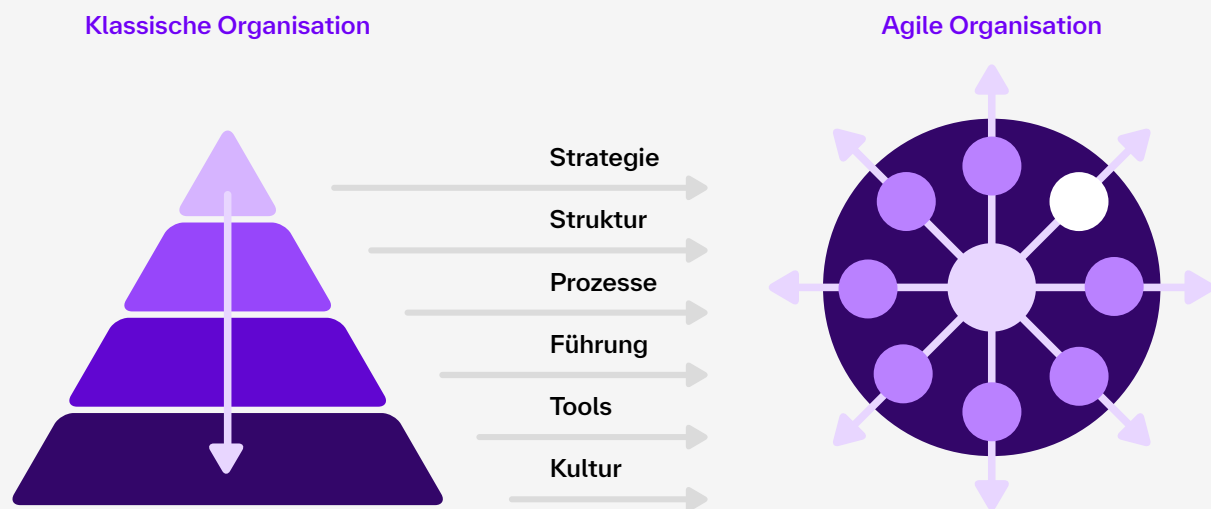 Klassische Organisation
Agile Organisation
Strategie
Struktur
Prozesse
Führung
Tools
Kultur